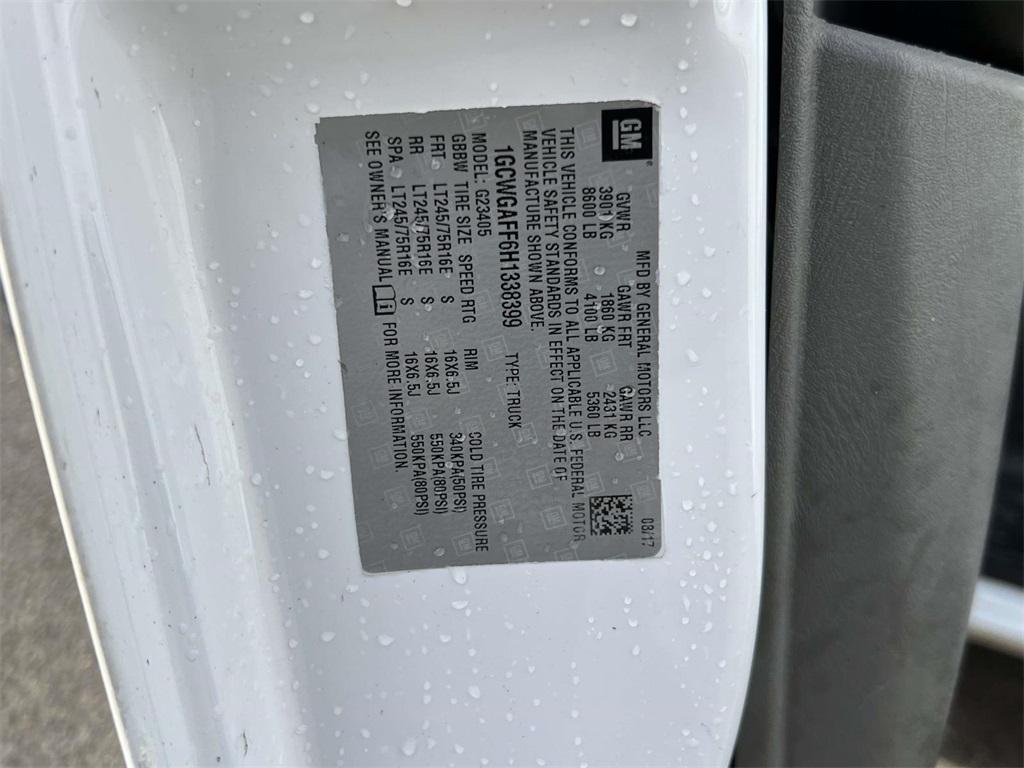 GM
MFD BY GENERAL MOTORS LLC
08/17
GVWR GAWR FRT GAWR RR
3901 KG 1860 KG 2431 KG
8600 LB 4100 LB 5360 LB
THIS VEHICLE CONFORMS TO ALL APPLICABLE U.S. FEDERAL MOTOR
VEHICLE SAFETY STANDARDS IN EFFECT ON THE DATE OF
MANUFACTURE SHOWN ABOVE.
1GCWGAFF6H1338399 TYPE: TRUCK
MODEL: G23405
GBBW TIRE SIZE SPEED RTG RIM COLD TIRE PRESSURE
FRT LT245/75R16E S 16X6.5J 340KPA(50PSI)
RR LT245/75R16E S 16X6.5J 550KPA(80PSI)
SPA LT245/75R16E S 16X6.5J 550KPA(80PSI)
SEE OWNER'S MANUAL FOR MORE INFORMATION.